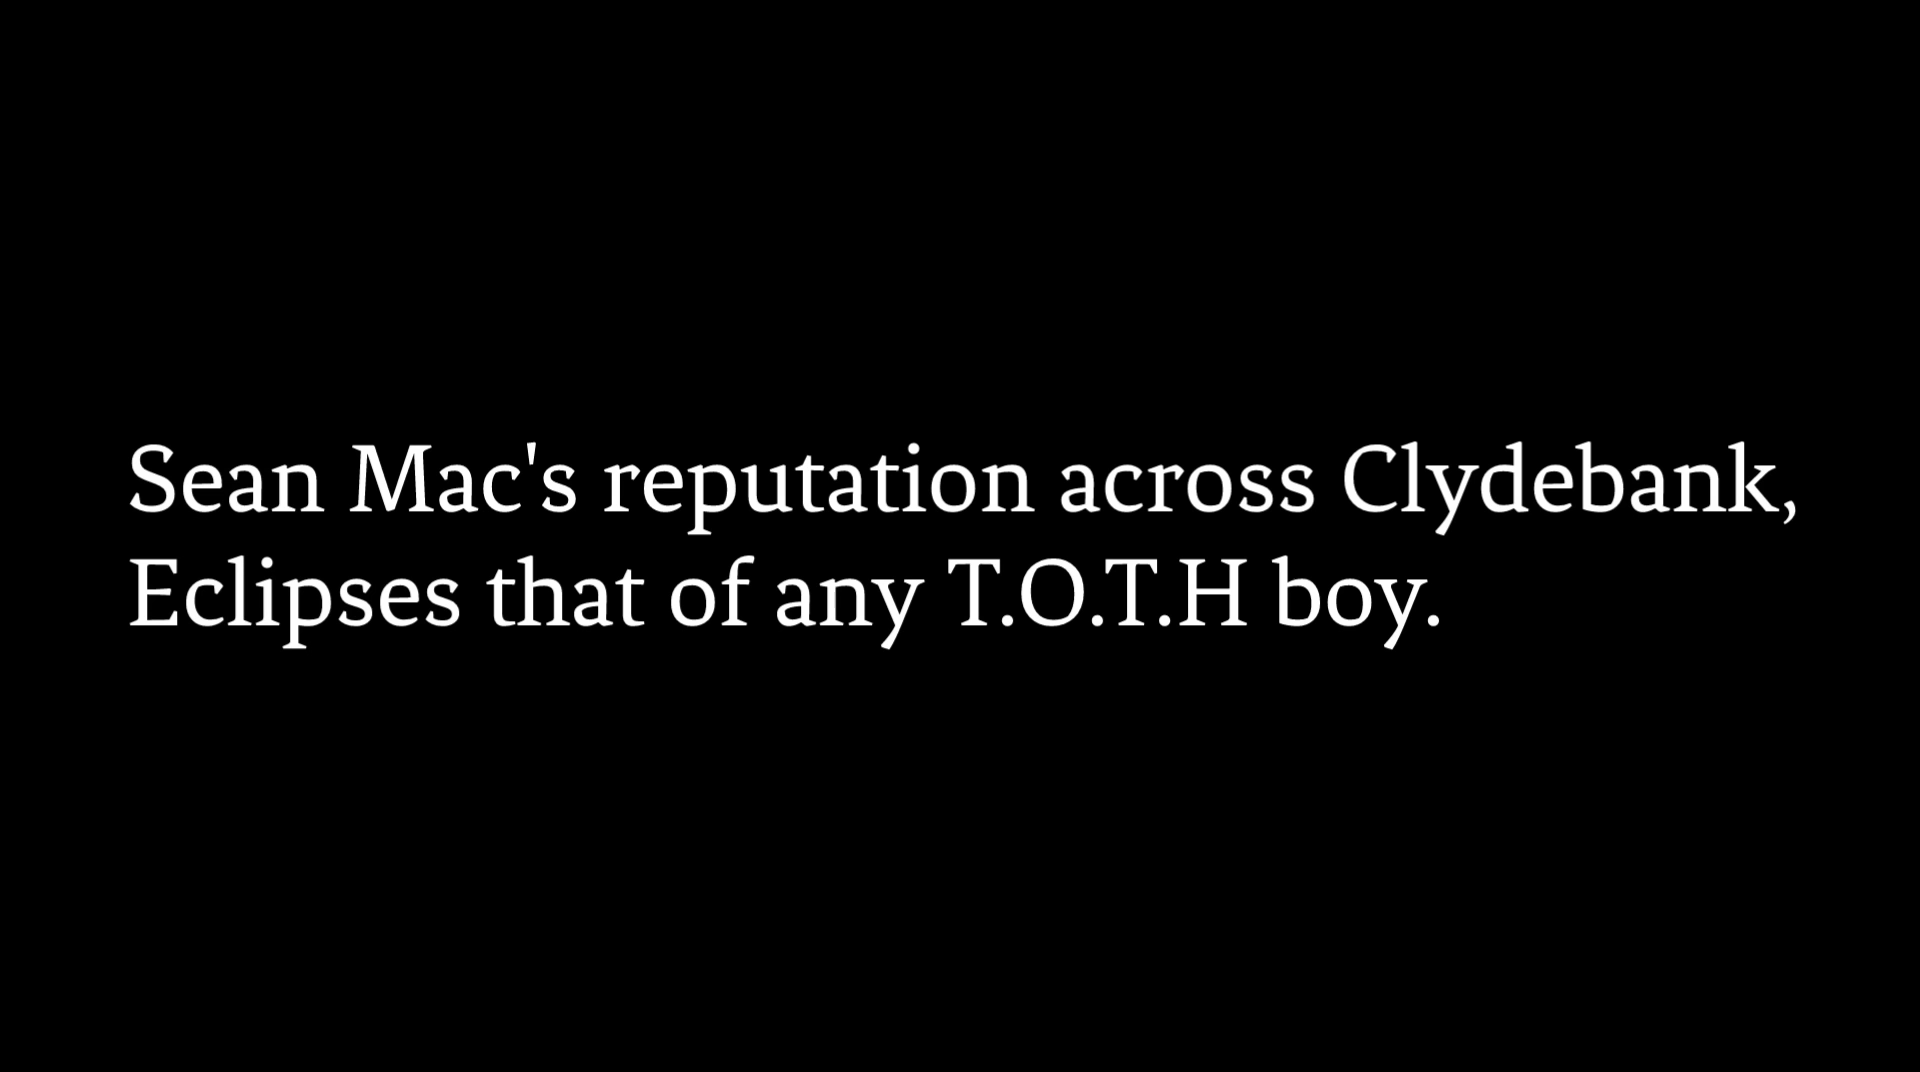 Sean Mac's reputation across Clydebank,
Eclipses that of any T.O.T.H boy.